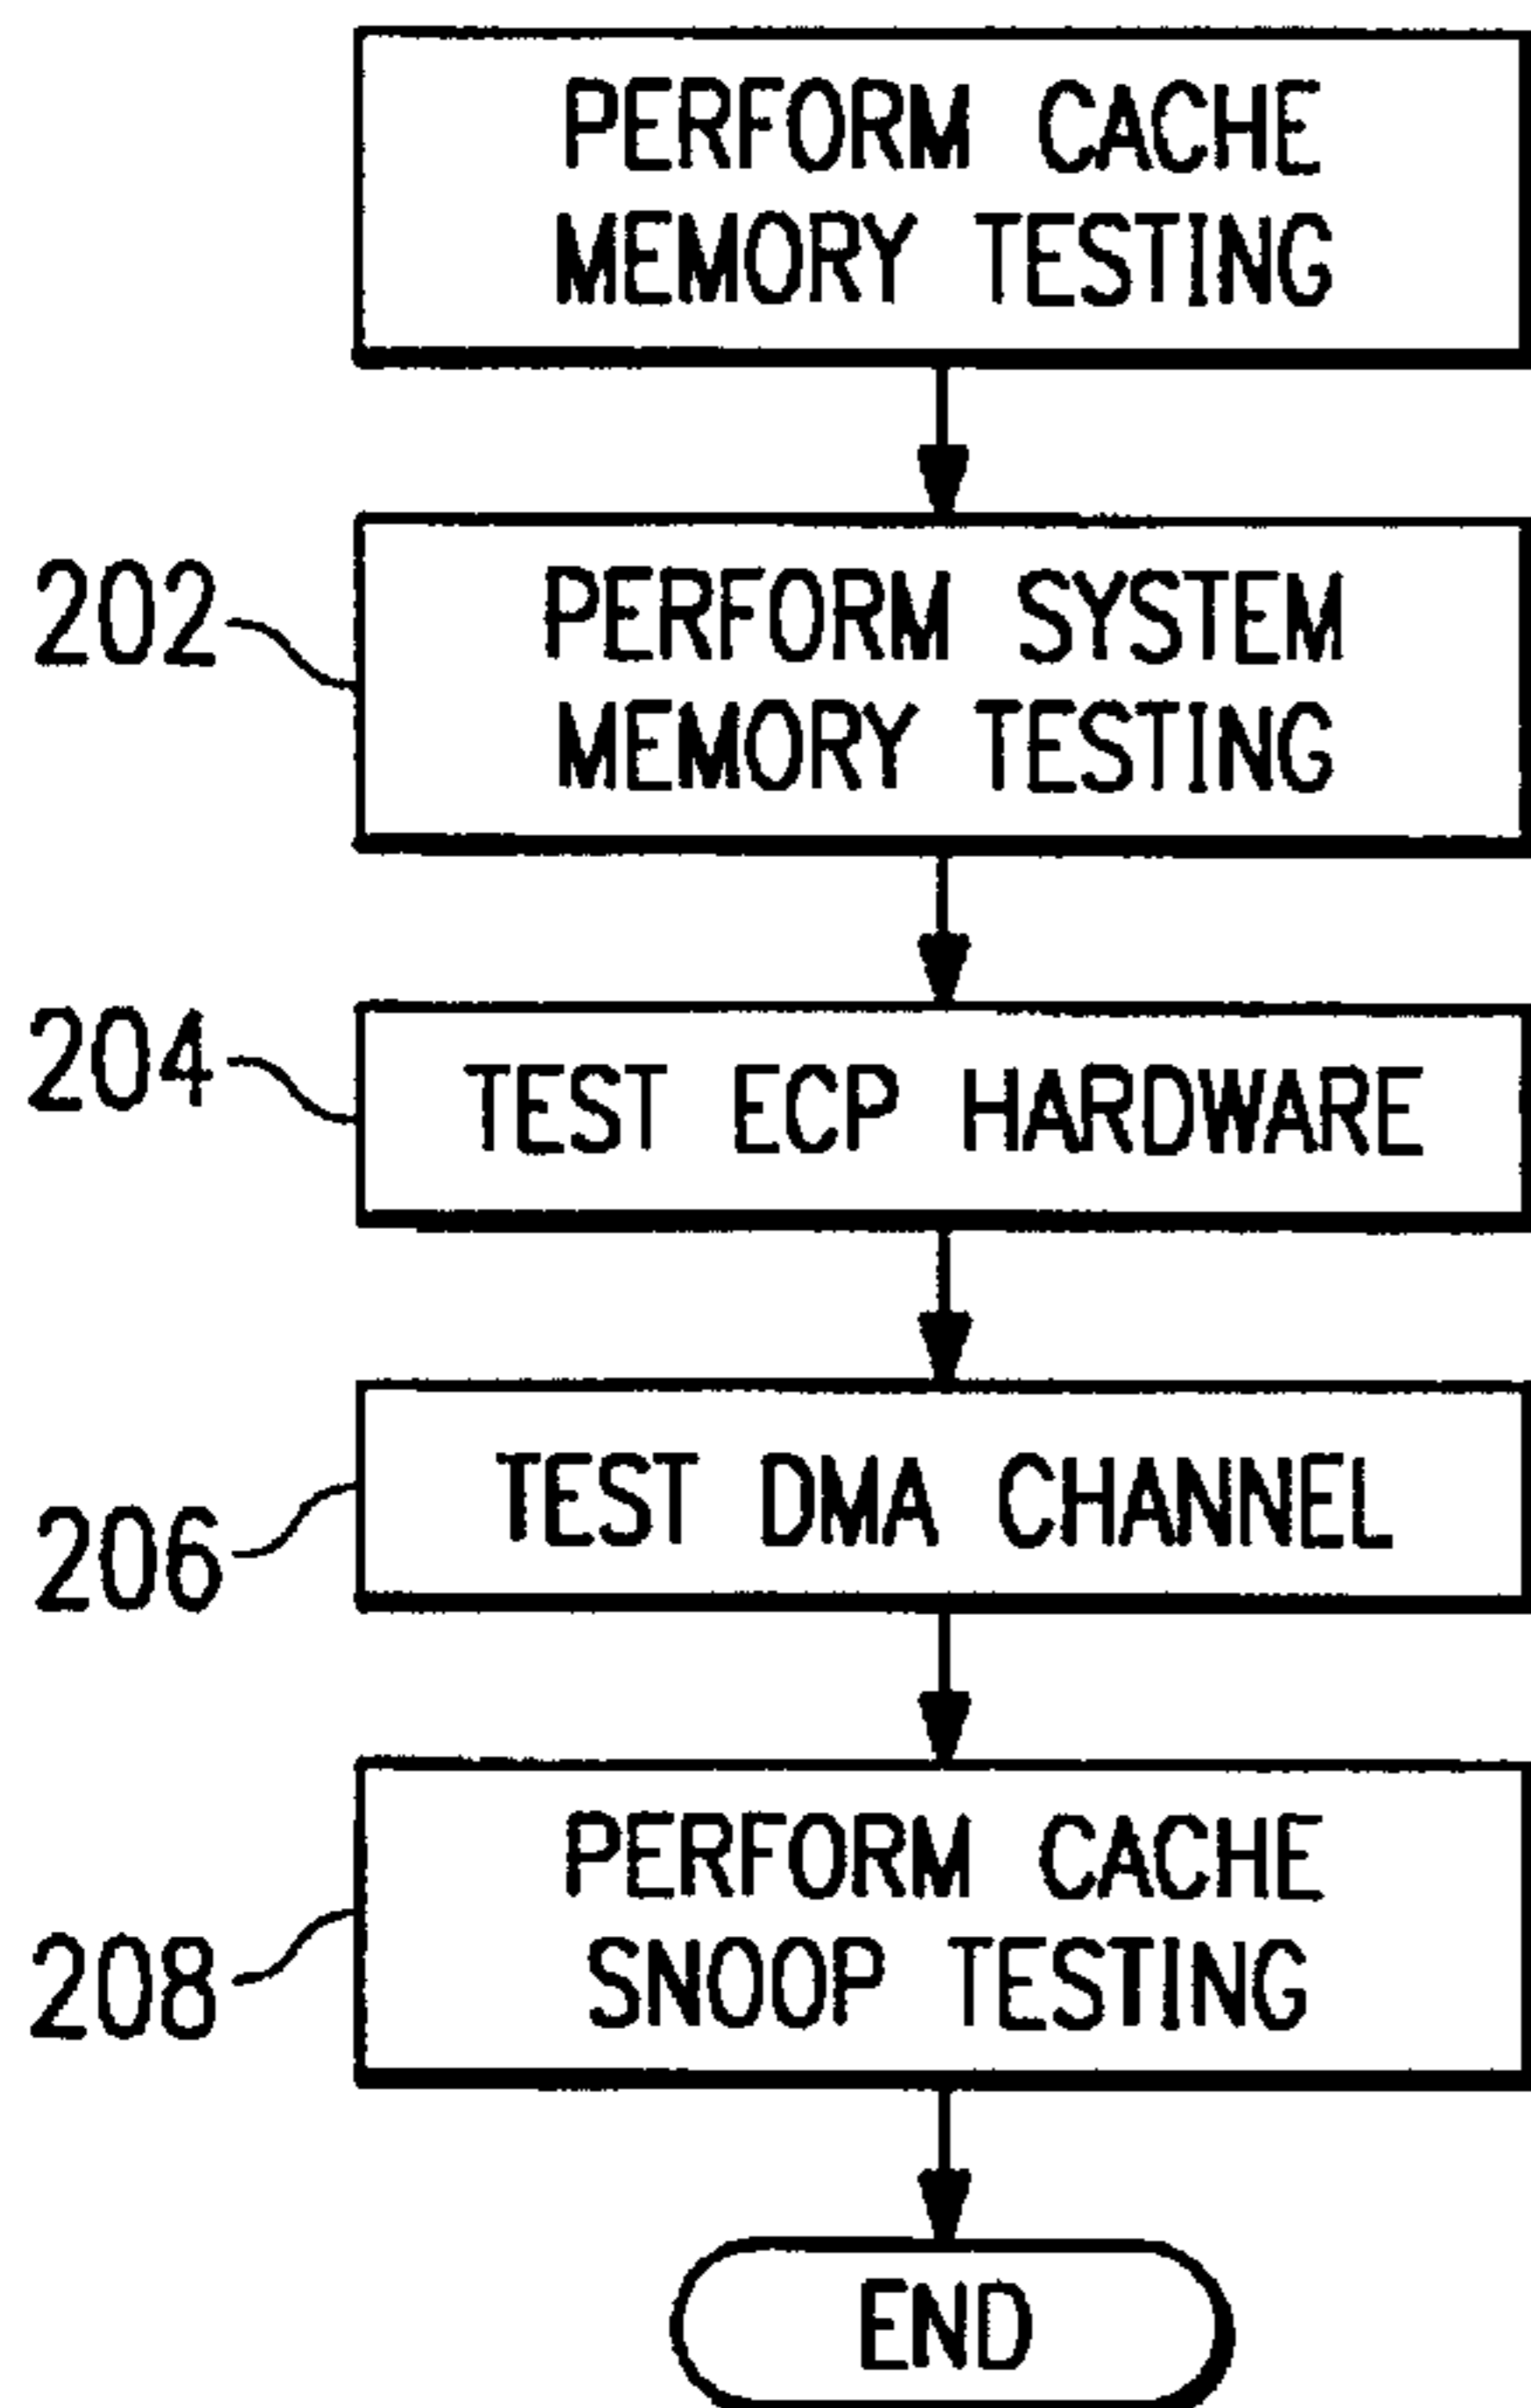 PERFORM CACHE
MEMORY TESTING
202
PERFORM SYSTEM
MEMORY TESTING
204
TEST ECP HARDWARE
206
TEST DMA CHANNEL
208
PERFORM CACHE
SNOOP TESTING
END